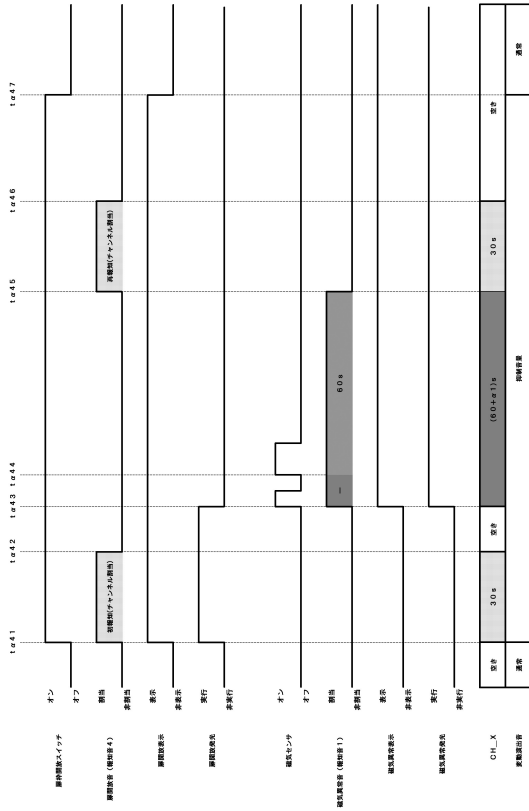 tα41 tα42 tα43 tα44 tα45 tα46 tα47
扉枠開放スイッチ
オン
オフ
扉開放音(報知音4)
割当
非割当
初報知(チャンネル割当)
再報知(チャンネル割当)
扉開放表示
表示
非表示
扉開放発光
実行
非実行
磁気センサ
オン
オフ
磁気異常音(報知音1)
割当
非割当
ー
60s
磁気異常表示
表示
非表示
磁気異常発光
実行
非実行
CH_X
空き
30s
空き
(60+α1)s
30s
空き
変動演出音
通常
抑制音量
通常